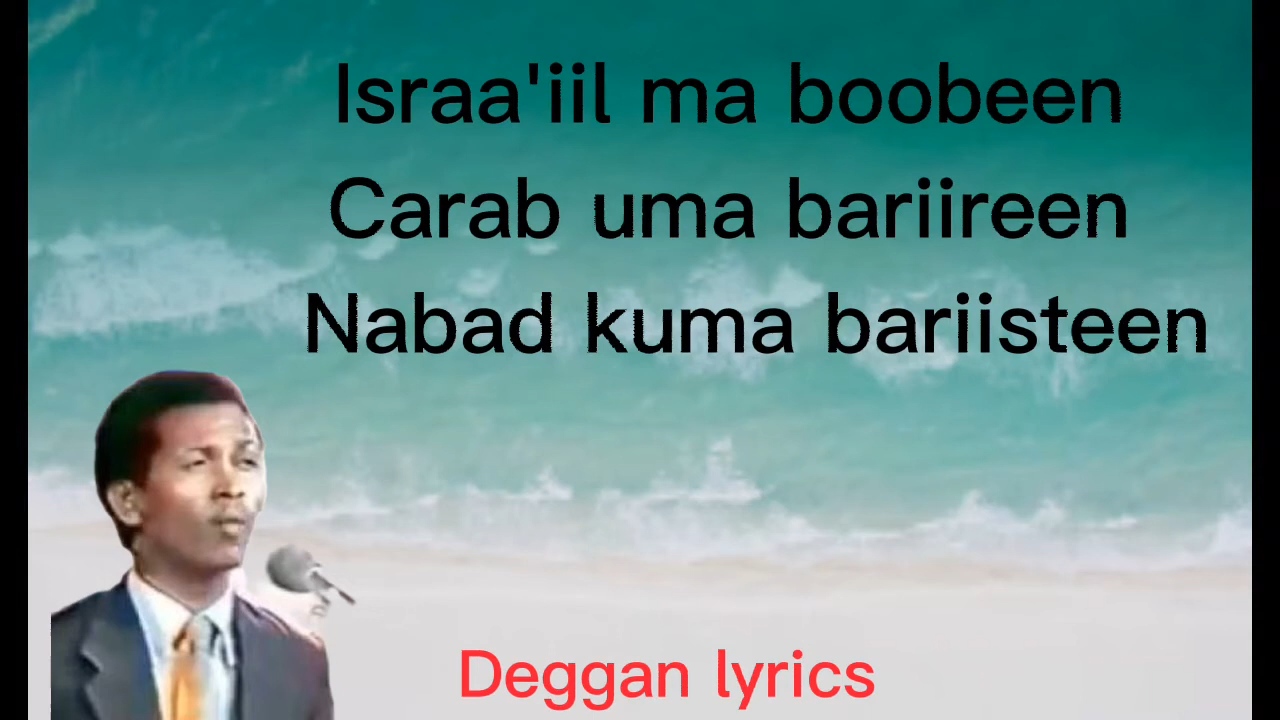 Israa'iil ma boobeen
Carab uma bariireen
Nabad kuma bariisteen
Deggan lyrics